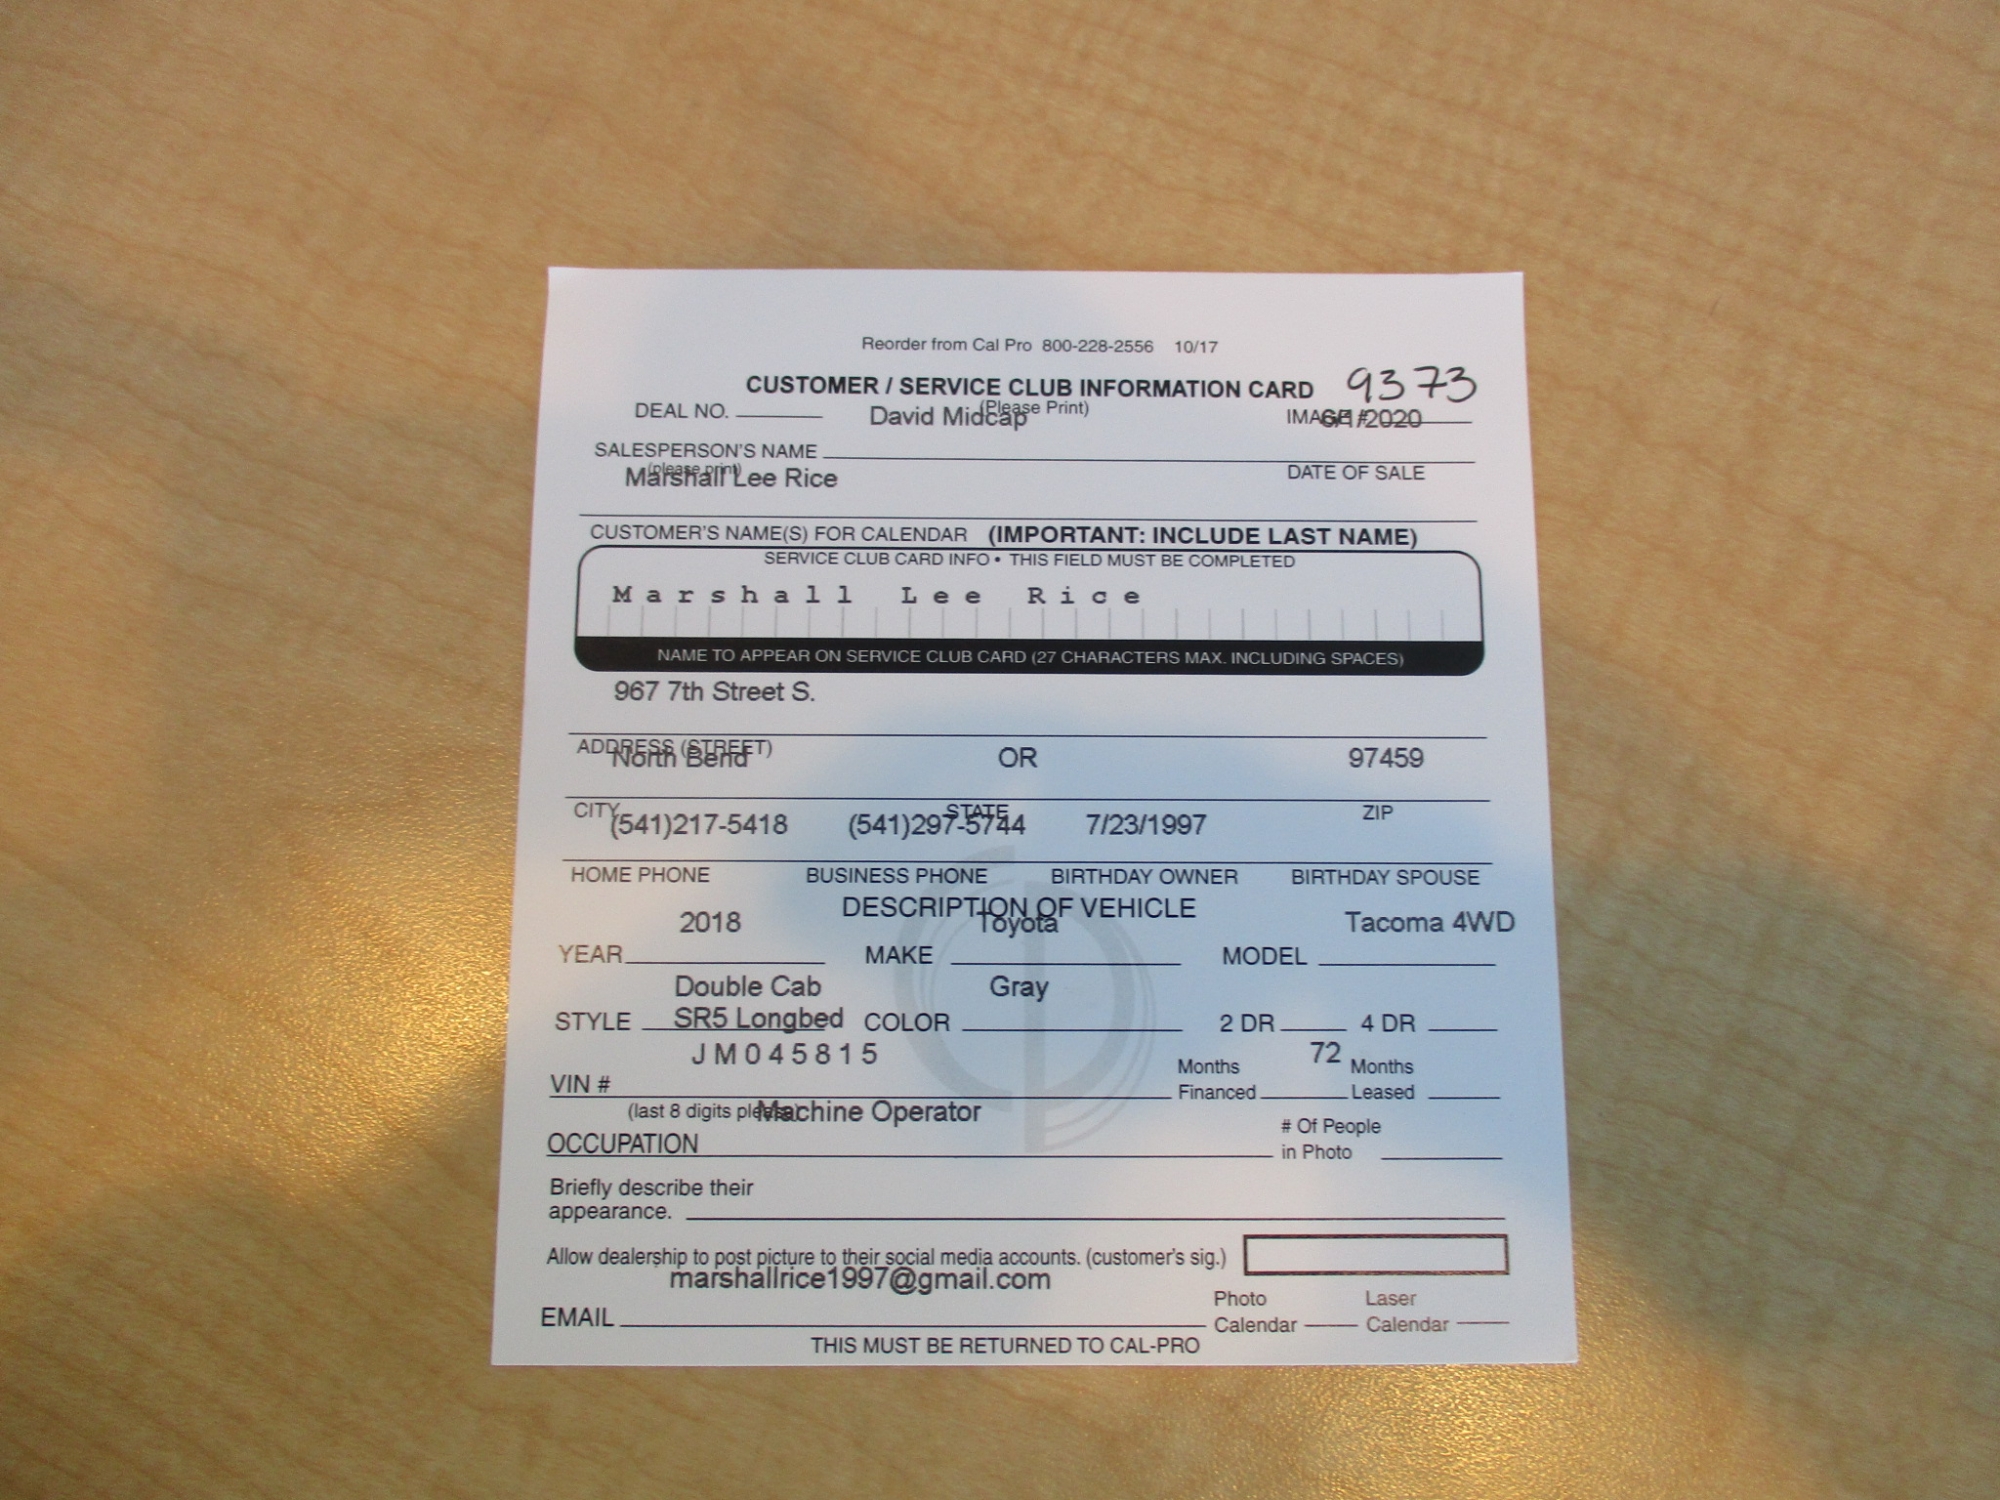 Reorder from Cal Pro 800-228-2556 10/17
CUSTOMER / SERVICE CLUB INFORMATION CARD 9373
(Please Print)
DEAL NO. David Midcap IMAGE # 6/1/2020
SALESPERSON'S NAME
(please print) DATE OF SALE
Marshall Lee Rice
CUSTOMER'S NAME(S) FOR CALENDAR (IMPORTANT: INCLUDE LAST NAME)
SERVICE CLUB CARD INFO • THIS FIELD MUST BE COMPLETED
Marshall Lee Rice
NAME TO APPEAR ON SERVICE CLUB CARD (27 CHARACTERS MAX. INCLUDING SPACES)
967 7th Street S.
ADDRESS (STREET)
North Bend OR 97459
CITY STATE ZIP
(541)217-5418 (541)297-5744 7/23/1997
HOME PHONE BUSINESS PHONE BIRTHDAY OWNER BIRTHDAY SPOUSE
DESCRIPTION OF VEHICLE
2018 Toyota Tacoma 4WD
YEAR MAKE MODEL
Double Cab Gray
STYLE SR5 Longbed COLOR 2 DR 4 DR
JM045815 72
VIN # Months Financed Months Leased
(last 8 digits please) Machine Operator
OCCUPATION # Of People in Photo
Briefly describe their
appearance.
Allow dealership to post picture to their social media accounts. (customer's sig.)
marshallrice1997@gmail.com
EMAIL Photo Calendar Laser Calendar
THIS MUST BE RETURNED TO CAL-PRO